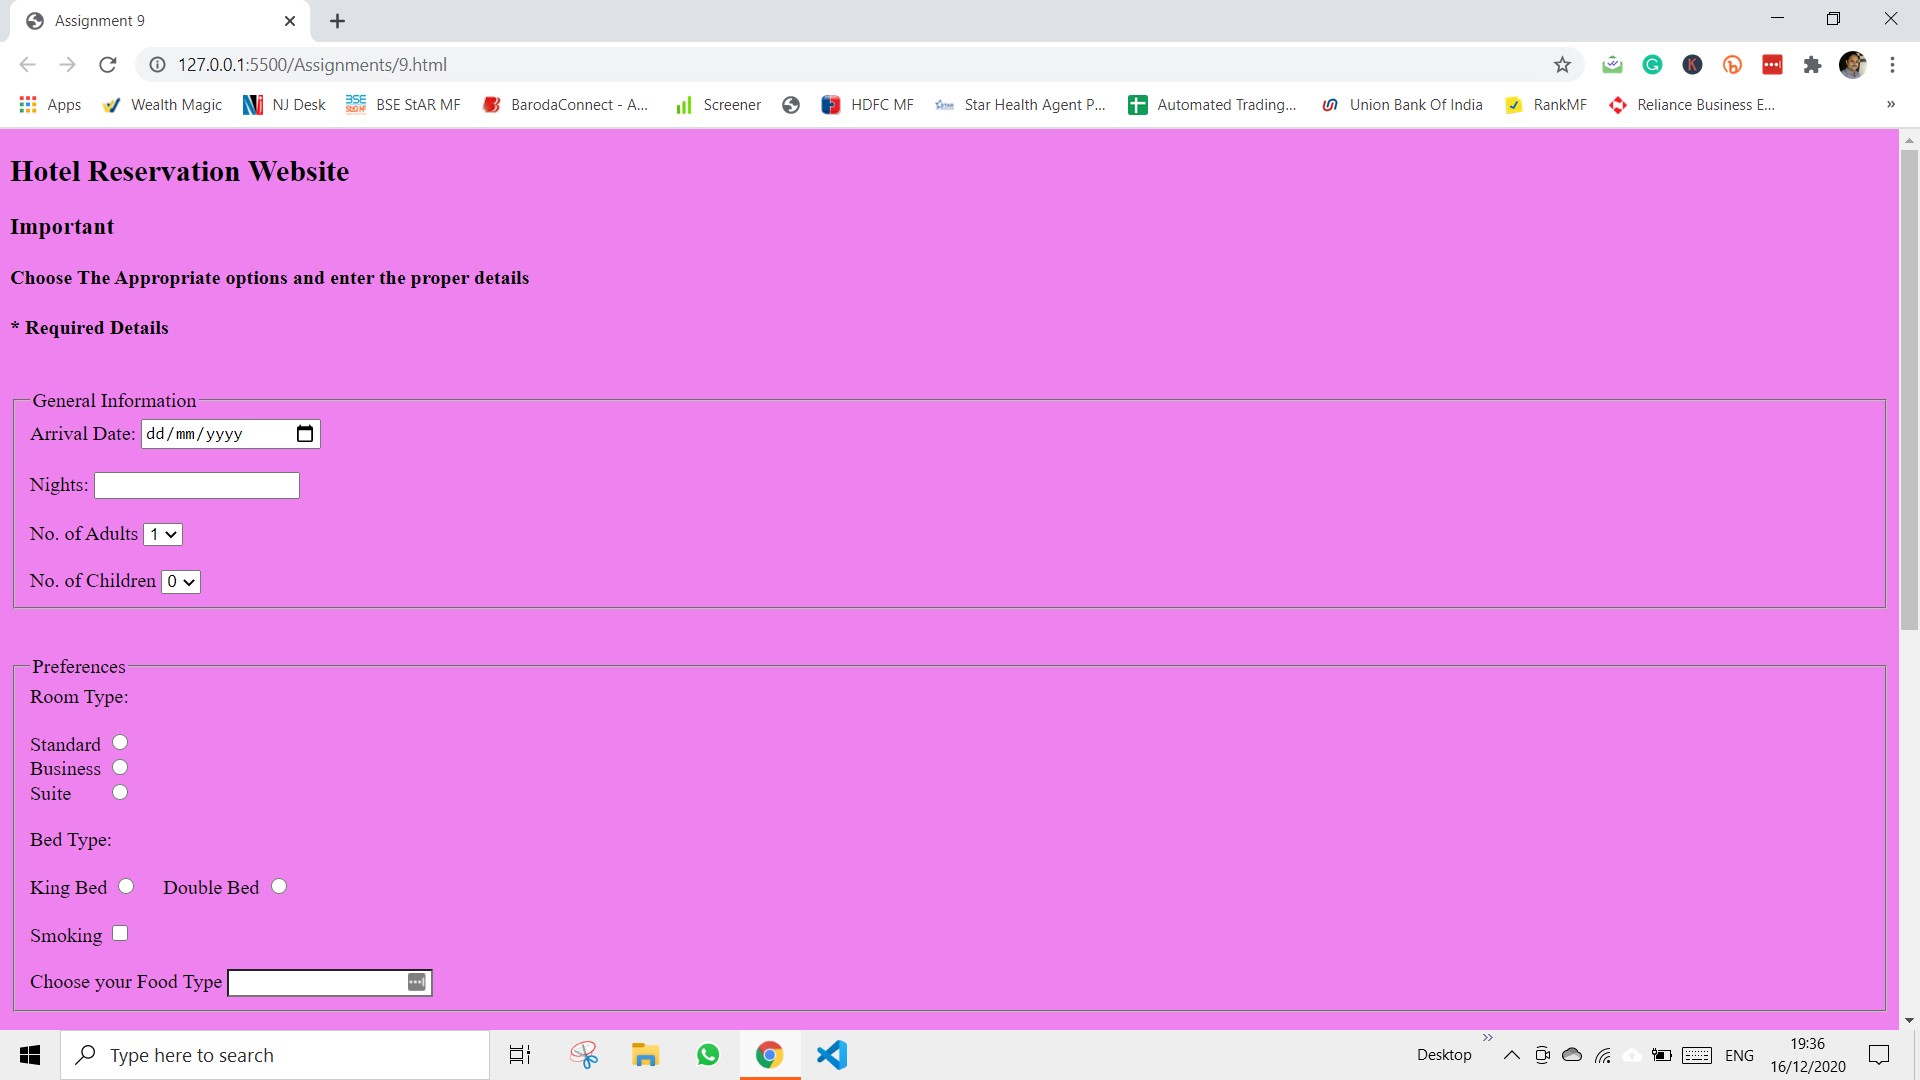 Assignment 9
127.0.0.1:5500/Assignments/9.html
Apps Wealth Magic NJ Desk BSE StAR MF BarodaConnect - A... Screener HDFC MF Star Health Agent P... Automated Trading... Union Bank Of India RankMF Reliance Business E... »
Hotel Reservation Website
Important
Choose The Appropriate options and enter the proper details
* Required Details
General Information
Arrival Date: dd/mm/yyyy
Nights:
No. of Adults 1
No. of Children 0
Preferences
Room Type:
Standard
Business
Suite
Bed Type:
King Bed Double Bed
Smoking
Choose your Food Type
Type here to search
Desktop » ENG 19:36
16/12/2020